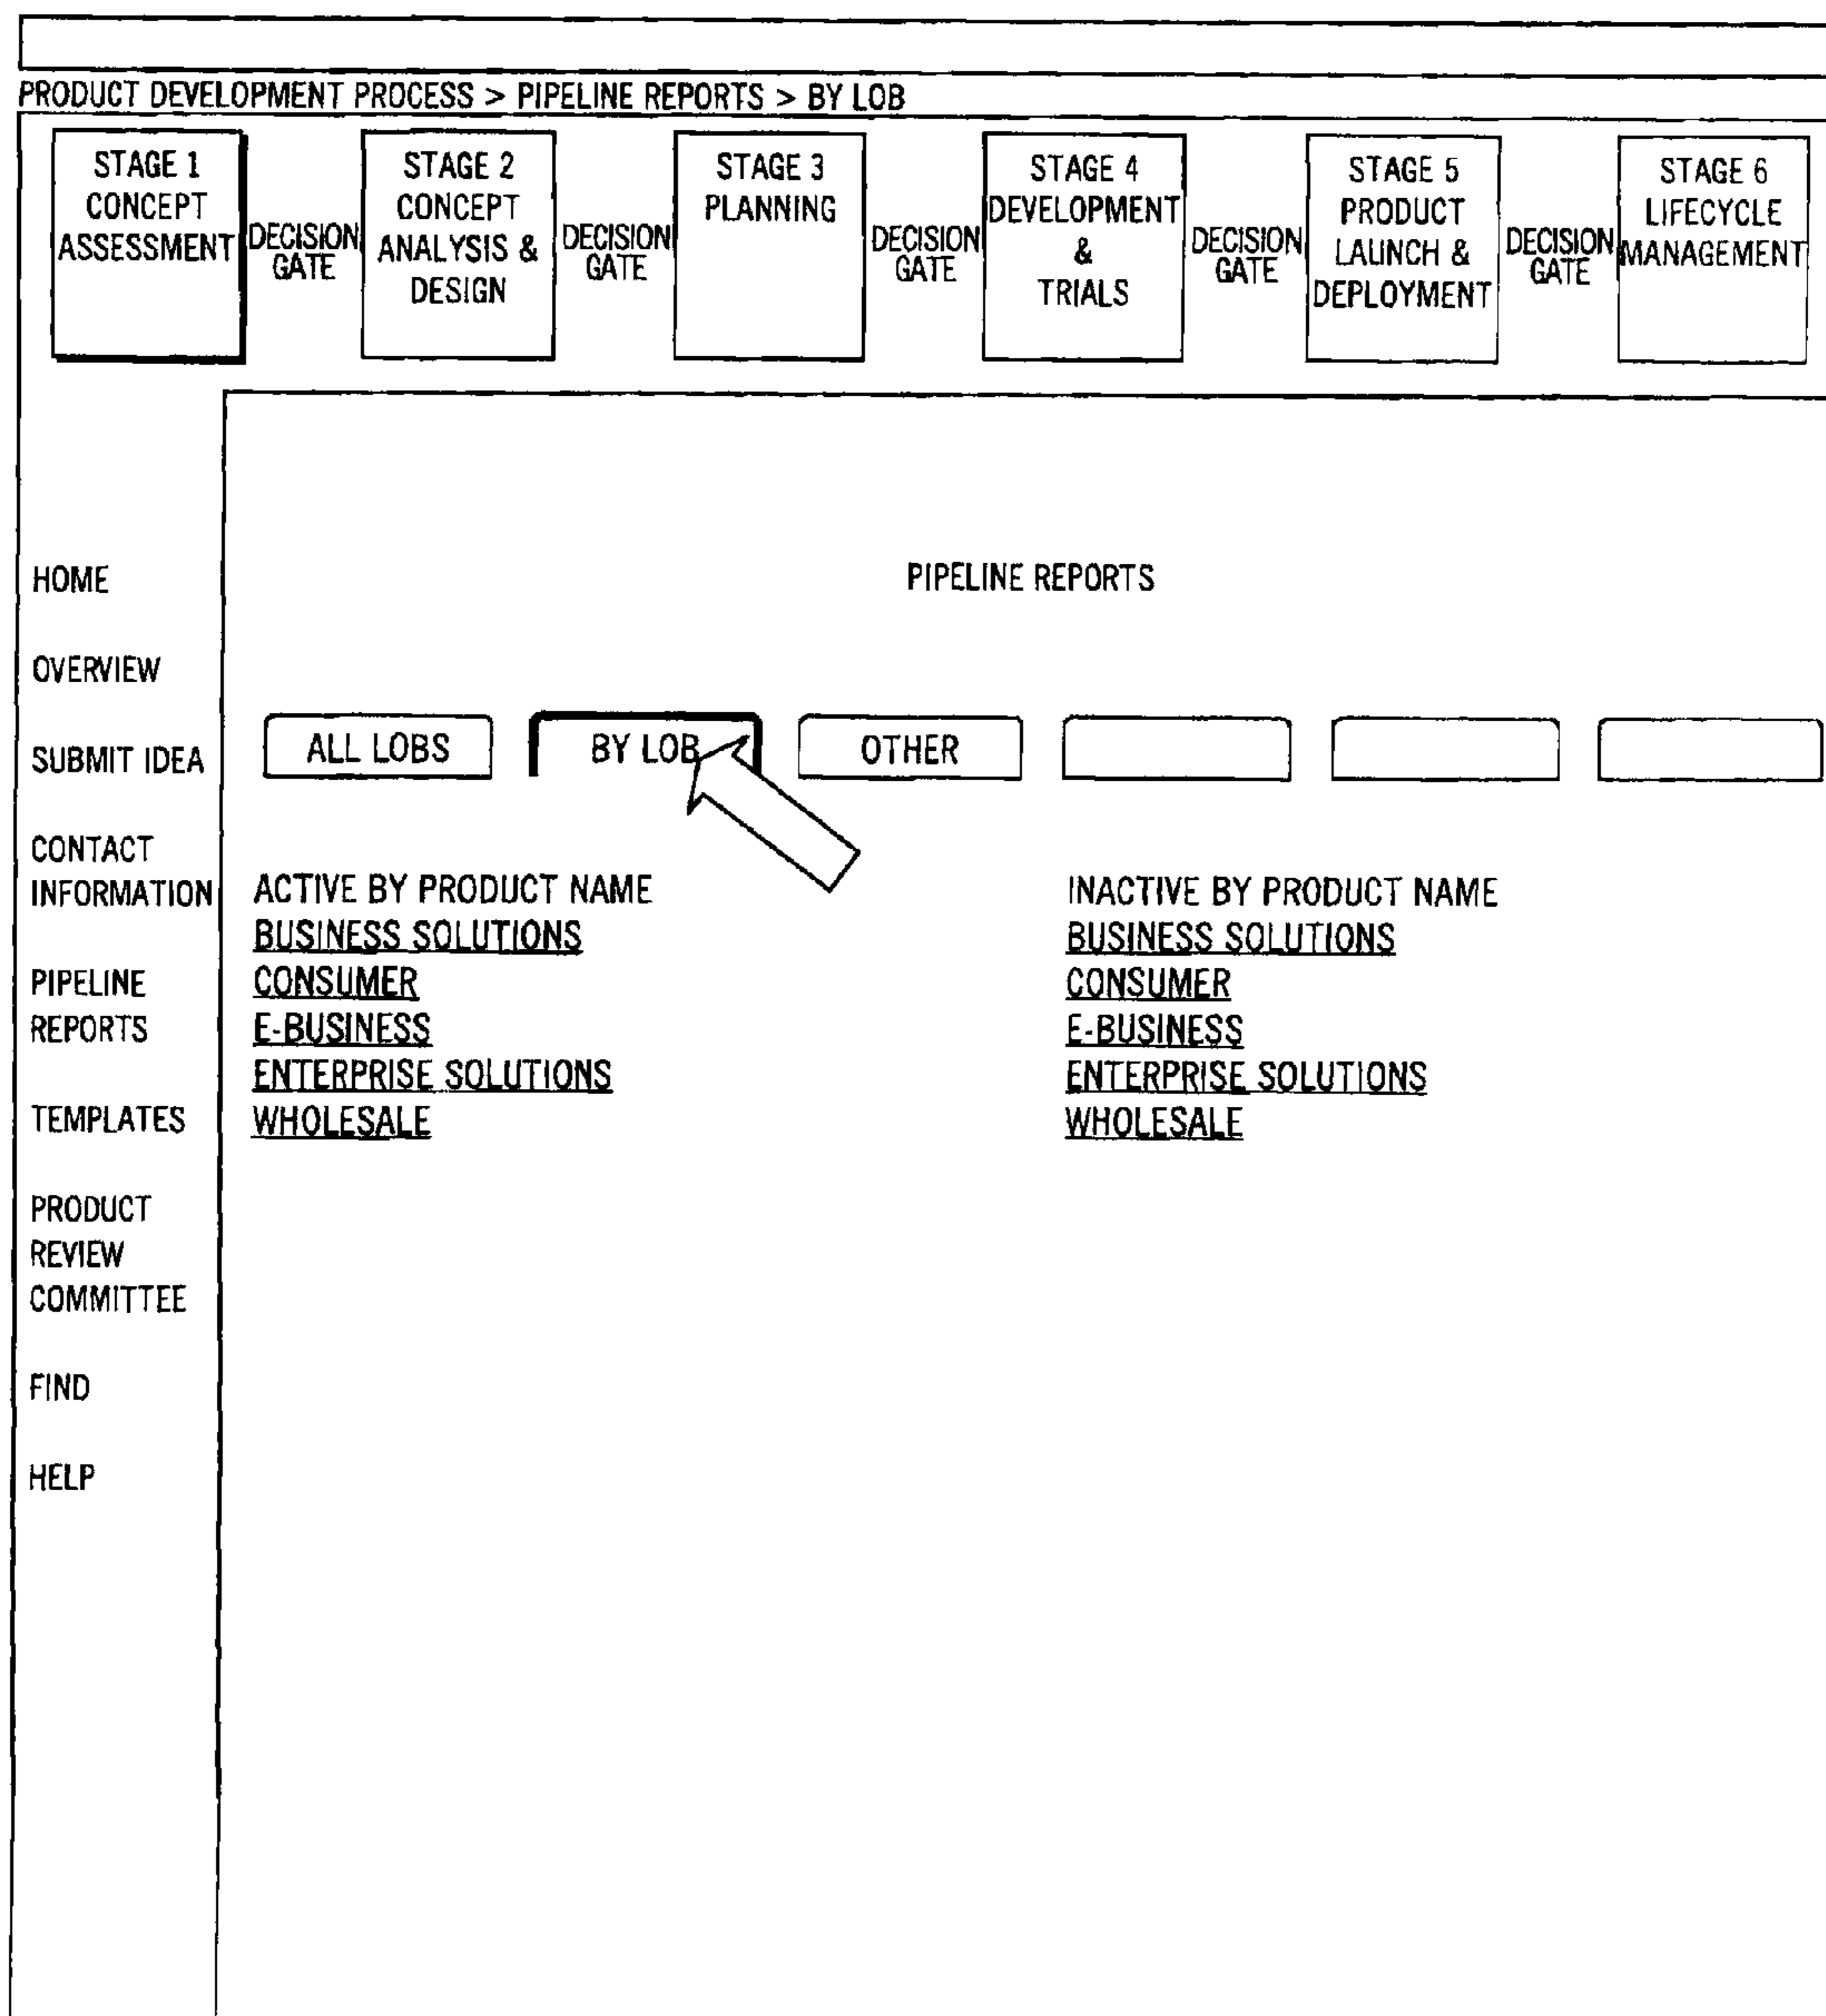 PRODUCT DEVELOPMENT PROCESS > PIPELINE REPORTS > BY LOB
STAGE 1
CONCEPT
ASSESSMENT
DECISION
GATE
STAGE 2
CONCEPT
ANALYSIS &
DESIGN
DECISION
GATE
STAGE 3
PLANNING
DECISION
GATE
STAGE 4
DEVELOPMENT
&
TRIALS
DECISION
GATE
STAGE 5
PRODUCT
LAUNCH &
DEPLOYMENT
DECISION
GATE
STAGE 6
LIFECYCLE
MANAGEMENT
HOME
OVERVIEW
SUBMIT IDEA
CONTACT
INFORMATION
PIPELINE
REPORTS
TEMPLATES
PRODUCT
REVIEW
COMMITTEE
FIND
HELP
PIPELINE REPORTS
ALL LOBS
BY LOB
OTHER
ACTIVE BY PRODUCT NAME
BUSINESS SOLUTIONS
CONSUMER
E-BUSINESS
ENTERPRISE SOLUTIONS
WHOLESALE
INACTIVE BY PRODUCT NAME
BUSINESS SOLUTIONS
CONSUMER
E-BUSINESS
ENTERPRISE SOLUTIONS
WHOLESALE